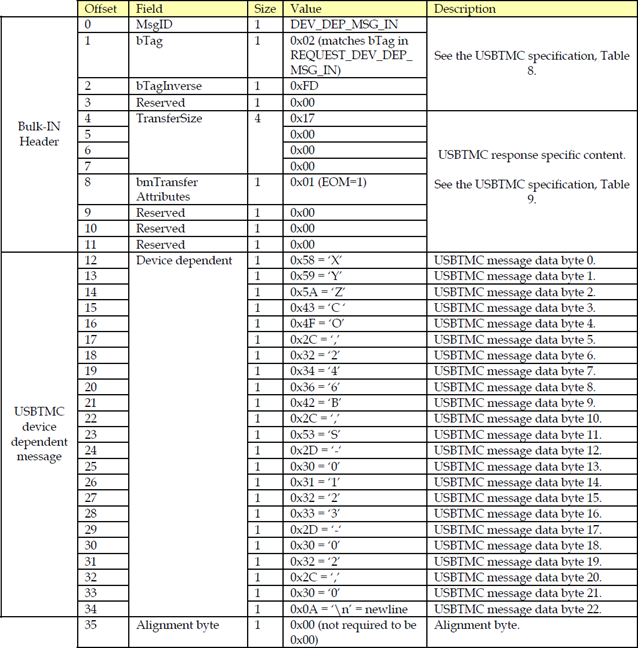 Offset Field Size Value Description
Bulk-IN
Header
0 MsgID 1 DEV_DEP_MSG_IN
1 bTag 1 0x02 (matches bTag in
REQUEST_DEV_DEP_
MSG_IN)
2 bTagInverse 1 0xFD
3 Reserved 1 0x00
See the USBTMC specification, Table
8.
4 TransferSize 4 0x17
5 0x00
6 0x00
7 0x00
8 bmTransfer 1 0x01 (EOM=1)
Attributes
9 Reserved 1 0x00
10 Reserved 1 0x00
11 Reserved 1 0x00
USBTMC response specific content.
See the USBTMC specification, Table
9.
USBTMC
device
dependent
message
12 Device dependent 1 0x58 = ‘X’ USBTMC message data byte 0.
13 1 0x59 = ‘Y’ USBTMC message data byte 1.
14 1 0x5A = ‘Z’ USBTMC message data byte 2.
15 1 0x43 = ‘C ‘ USBTMC message data byte 3.
16 1 0x4F = ‘O’ USBTMC message data byte 4.
17 1 0x2C = ‘,’ USBTMC message data byte 5.
18 1 0x32 = ‘2’ USBTMC message data byte 6.
19 1 0x34 = ‘4’ USBTMC message data byte 7.
20 1 0x36 = ‘6’ USBTMC message data byte 8.
21 1 0x42 = ‘B’ USBTMC message data byte 9.
22 1 0x2C = ‘,’ USBTMC message data byte 10.
23 1 0x53 = ‘S’ USBTMC message data byte 11.
24 1 0x2D = ‘-‘ USBTMC message data byte 12.
25 1 0x30 = ‘0’ USBTMC message data byte 13.
26 1 0x31 = ‘1’ USBTMC message data byte 14.
27 1 0x32 = ‘2’ USBTMC message data byte 15.
28 1 0x33 = ‘3’ USBTMC message data byte 16.
29 1 0x2D = ‘-‘ USBTMC message data byte 17.
30 1 0x30 = ‘0’ USBTMC message data byte 18.
31 1 0x32 = ‘2’ USBTMC message data byte 19.
32 1 0x2C = ‘,’ USBTMC message data byte 20.
33 1 0x30 = ‘0’ USBTMC message data byte 21.
34 1 0x0A = ‘\n’ = newline USBTMC message data byte 22.
35 Alignment byte 1 0x00 (not required to be Alignment byte.
0x00)